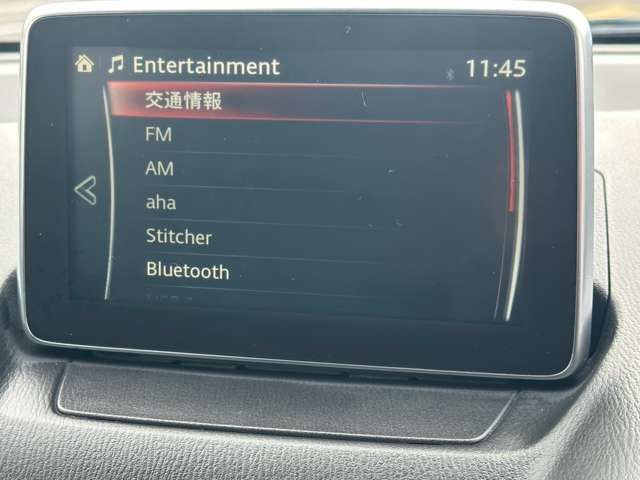 Entertainment 11:45
交通情報
FM
AM
aha
Stitcher
Bluetooth